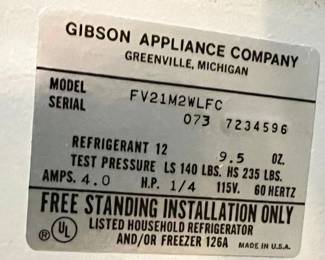 GIBSON APPLIANCE COMPANY
GREENVILLE, MICHIGAN
MODEL FV21M2WLFC
SERIAL 073 7234596
REFRIGERANT 12 9.5 OZ.
TEST PRESSURE LS 140 LBS. HS 235 LBS.
AMPS. 4.0 H.P. 1/4 115V. 60 HERTZ
FREE STANDING INSTALLATION ONLY
UL LISTED HOUSEHOLD REFRIGERATOR
® AND/OR FREEZER 126A MADE IN U.S.A.